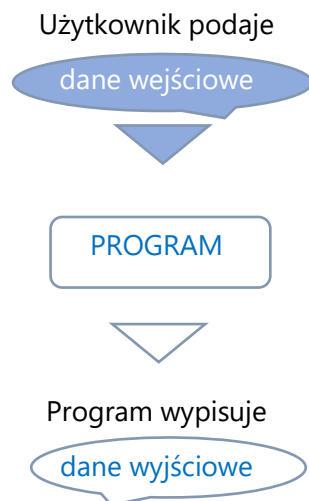 Użytkownik podaje
dane wejściowe
PROGRAM
Program wypisuje
dane wyjściowe